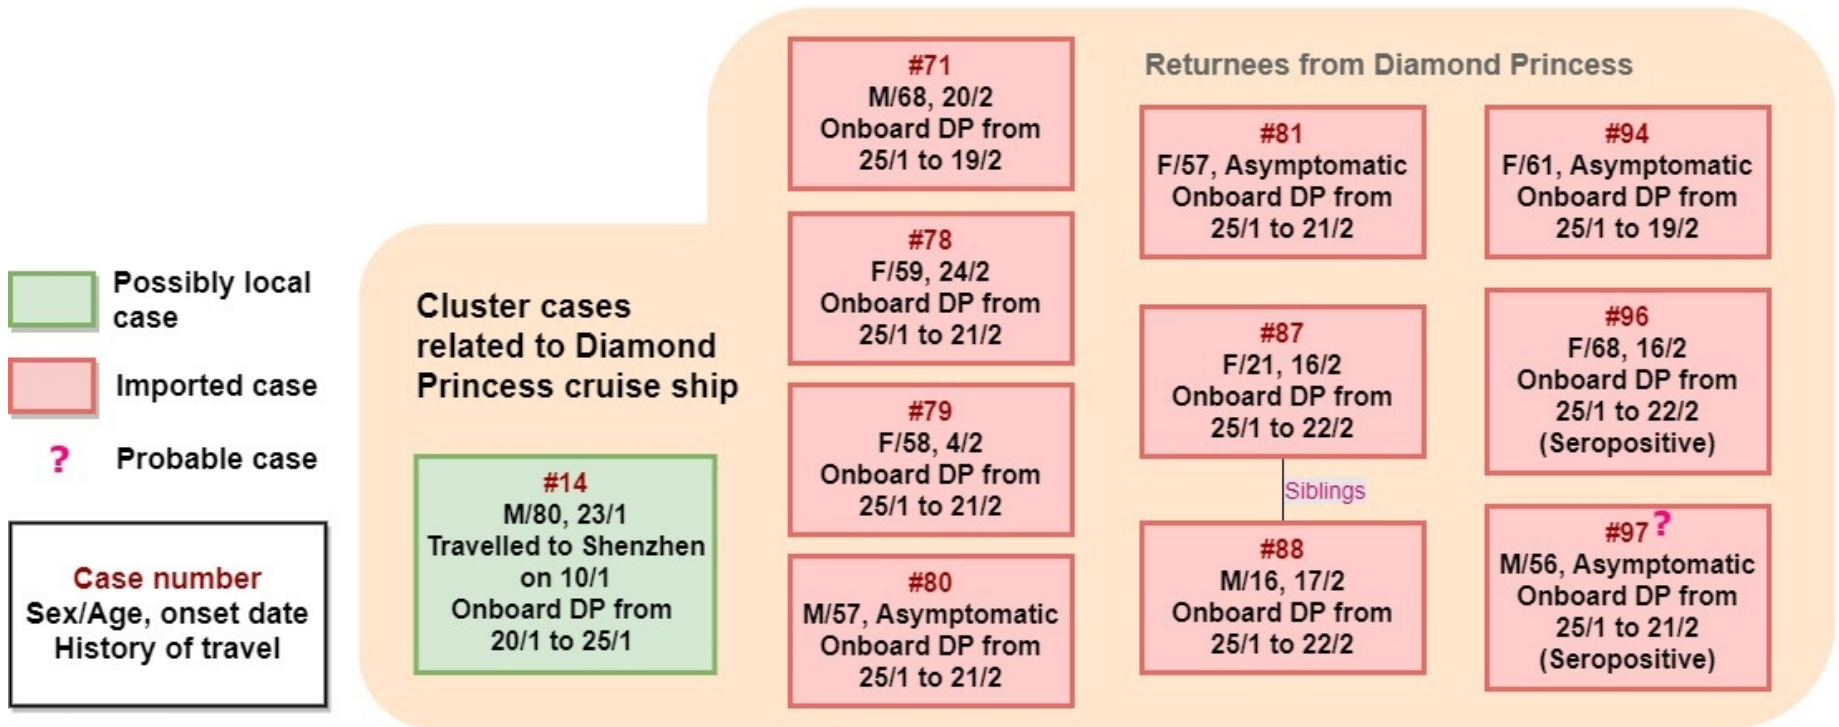 Possibly local
case
Imported case
?
Probable case
Case number
Sex/Age, onset date
History of travel
Cluster cases
related to Diamond
Princess cruise ship
#14
M/80, 23/1
Travelled to Shenzhen
on 10/1
Onboard DP from
20/1 to 25/1
#71
M/68, 20/2
Onboard DP from
25/1 to 19/2
#78
F/59, 24/2
Onboard DP from
25/1 to 21/2
#79
F/58, 4/2
Onboard DP from
25/1 to 21/2
#80
M/57, Asymptomatic
Onboard DP from
25/1 to 21/2
Returnees from Diamond Princess
#81
F/57, Asymptomatic
Onboard DP from
25/1 to 21/2
#87
F/21, 16/2
Onboard DP from
25/1 to 22/2
Siblings
#88
M/16, 17/2
Onboard DP from
25/1 to 22/2
#94
F/61, Asymptomatic
Onboard DP from
25/1 to 19/2
#96
F/68, 16/2
Onboard DP from
25/1 to 22/2
(Seropositive)
#97 ?
M/56, Asymptomatic
Onboard DP from
25/1 to 21/2
(Seropositive)